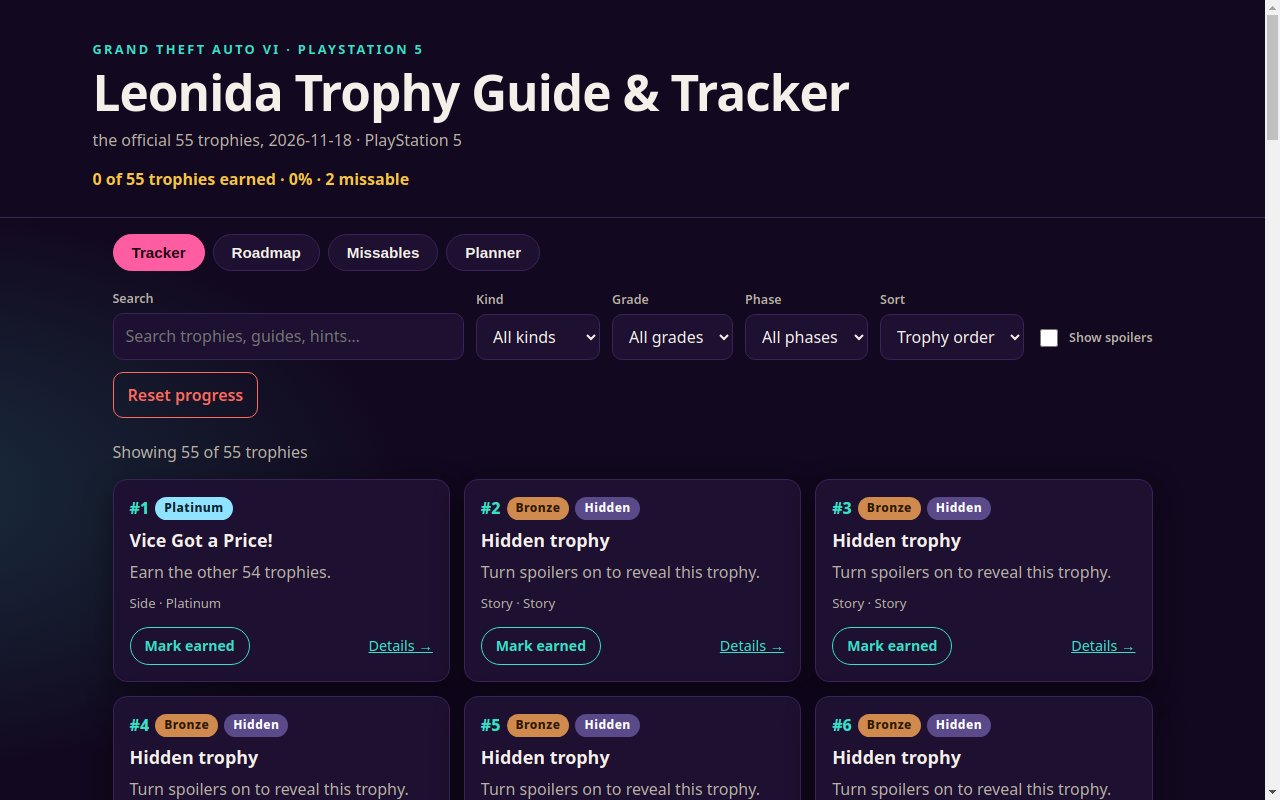 GRAND THEFT AUTO VI · PLAYSTATION 5
Leonida Trophy Guide & Tracker
the official 55 trophies, 2026-11-18 · PlayStation 5
0 of 55 trophies earned · 0% · 2 missable
Tracker Roadmap Missables Planner
Search Kind Grade Phase Sort
Search trophies, guides, hints... All kinds All grades All phases Trophy order Show spoilers
Reset progress
Showing 55 of 55 trophies
#1 Platinum
Vice Got a Price!
Earn the other 54 trophies.
Side · Platinum
Mark earned Details →
#2 Bronze Hidden
Hidden trophy
Turn spoilers on to reveal this trophy.
Story · Story
Mark earned Details →
#3 Bronze Hidden
Hidden trophy
Turn spoilers on to reveal this trophy.
Story · Story
Mark earned Details →
#4 Bronze Hidden
Hidden trophy
Turn spoilers on to reveal this trophy.
#5 Bronze Hidden
Hidden trophy
Turn spoilers on to reveal this trophy.
#6 Bronze Hidden
Hidden trophy
Turn spoilers on to reveal this trophy.